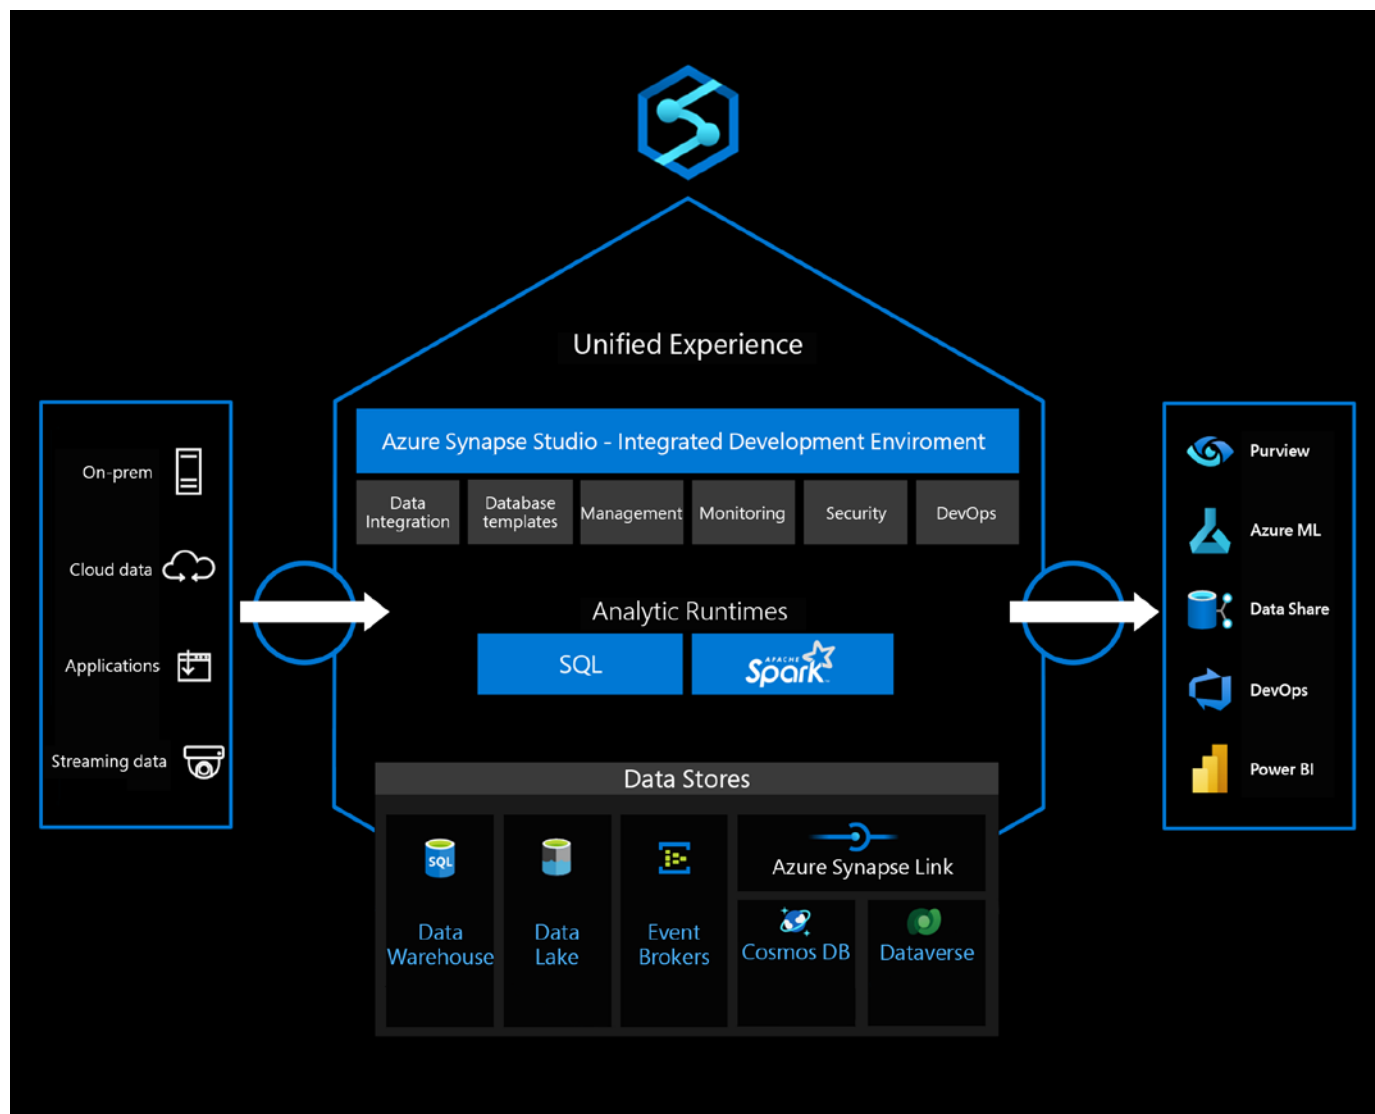 Unified Experience
Azure Synapse Studio - Integrated Development Enviroment
Data
Integration
Database
templates
Management
Monitoring
Security
DevOps
On-prem
Cloud data
Applications
Streaming data
Analytic Runtimes
SQL
APACHE
Spark™
Data Stores
SQL
Data
Warehouse
Data
Lake
Event
Brokers
Azure Synapse Link
Cosmos DB
Dataverse
Purview
Azure ML
Data Share
DevOps
Power BI